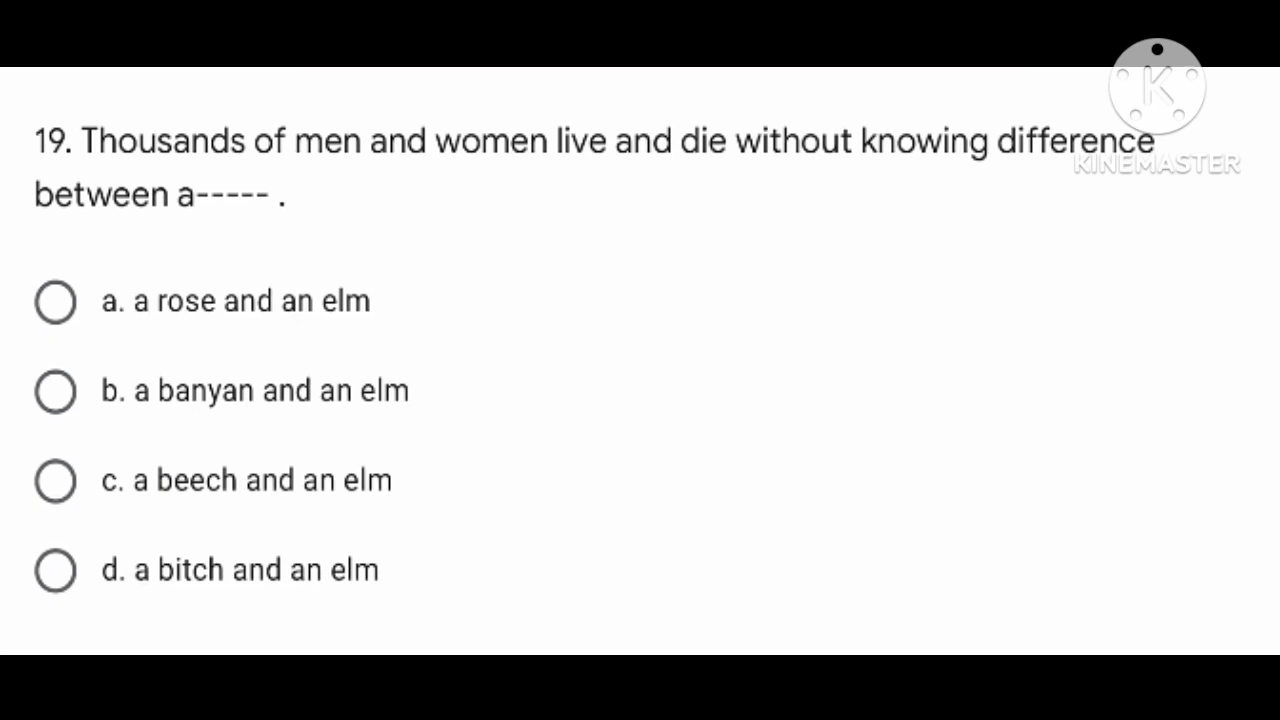 19. Thousands of men and women live and die without knowing difference
KINEMASTER
between a----- .
a. a rose and an elm
b. a banyan and an elm
c. a beech and an elm
d. a bitch and an elm